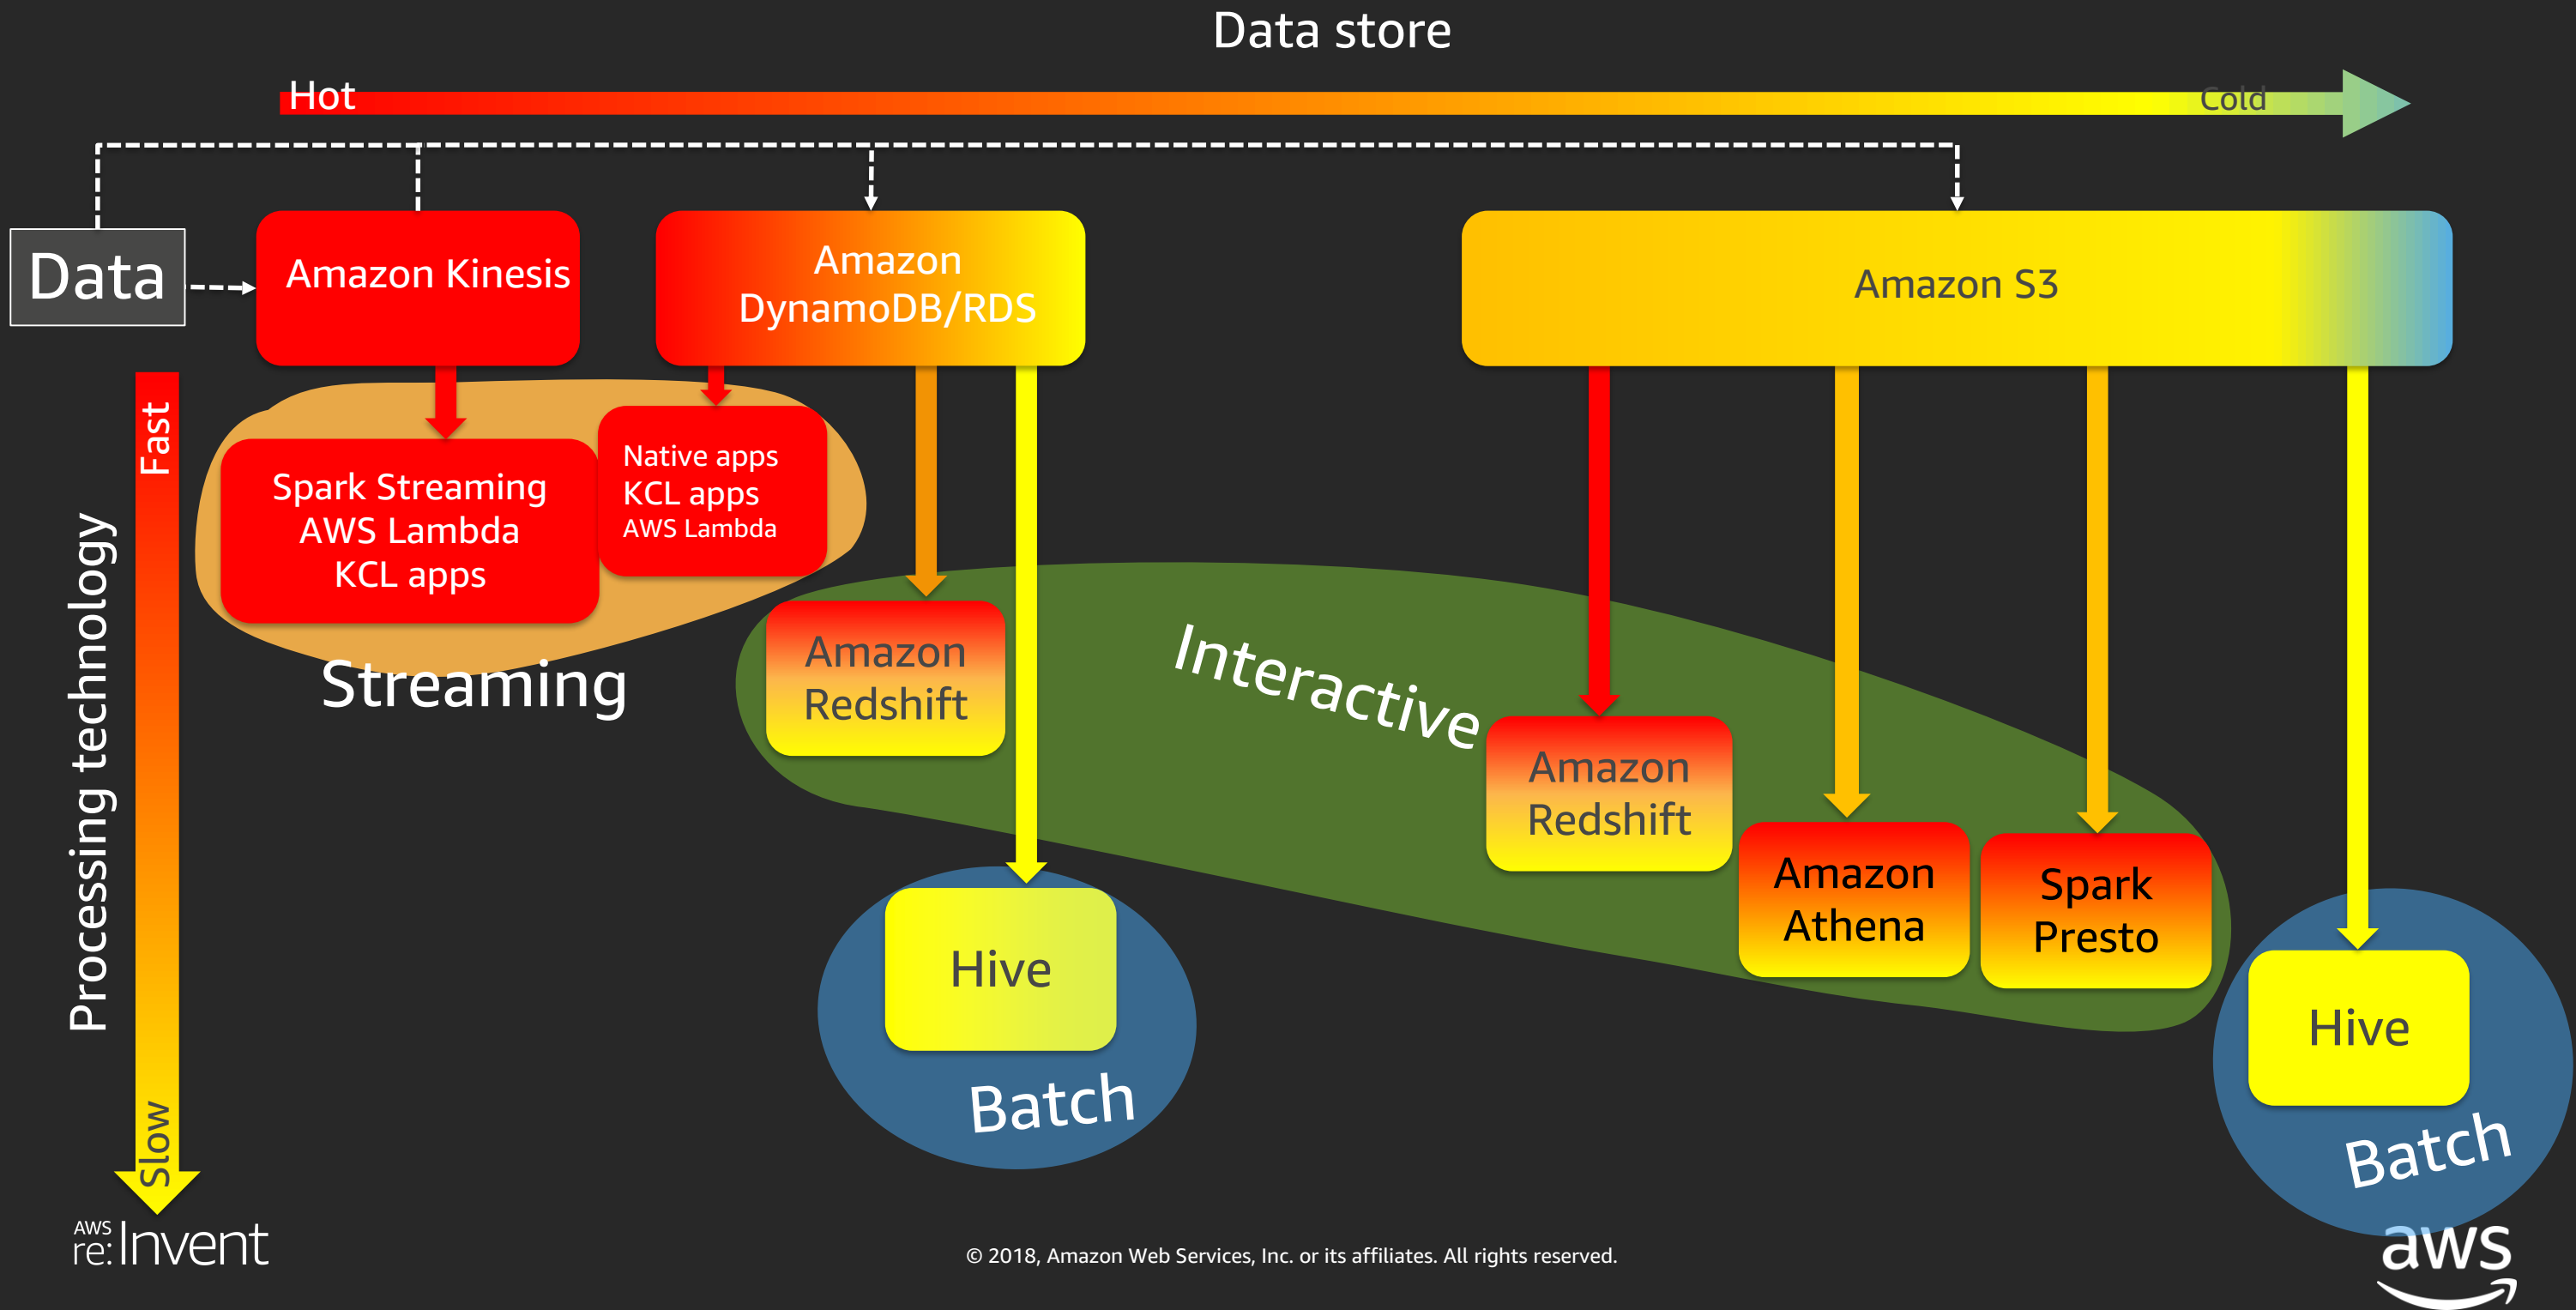 Data store
Hot
Cold
Data
Amazon Kinesis
Amazon
DynamoDB/RDS
Amazon S3
Fast
Processing technology
Slow
Spark Streaming
AWS Lambda
KCL apps
Native apps
KCL apps
AWS Lambda
Streaming
Amazon
Redshift
Interactive
Amazon
Redshift
Amazon
Athena
Spark
Presto
Hive
Batch
Hive
Batch
AWS
re:Invent
© 2018, Amazon Web Services, Inc. or its affiliates. All rights reserved.
aws